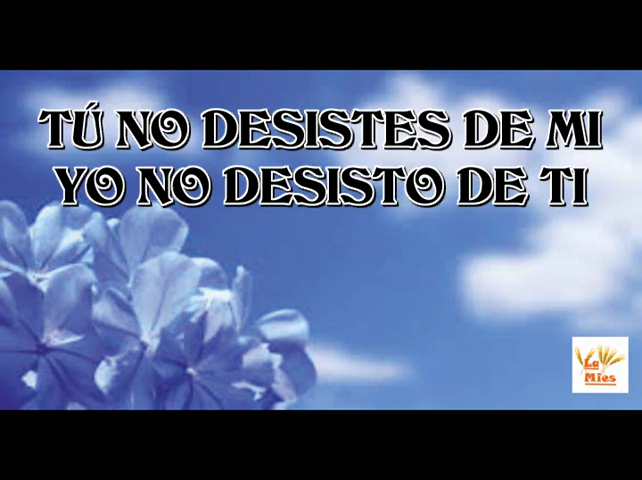 TÚ NO DESISTES DE MI
YO NO DESISTO DE TI
La
Mies